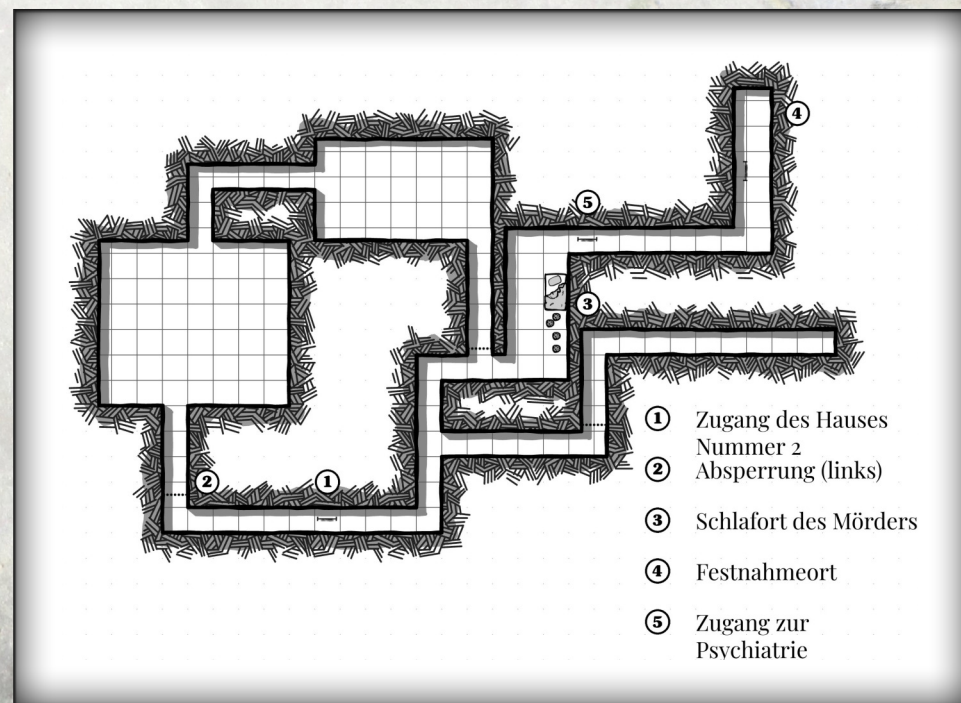 4
5
3
2
1
1 Zugang des Hauses
Nummer 2
2 Absperrung (links)
3 Schlafort des Mörders
4 Festnahmeort
5 Zugang zur
Psychiatrie